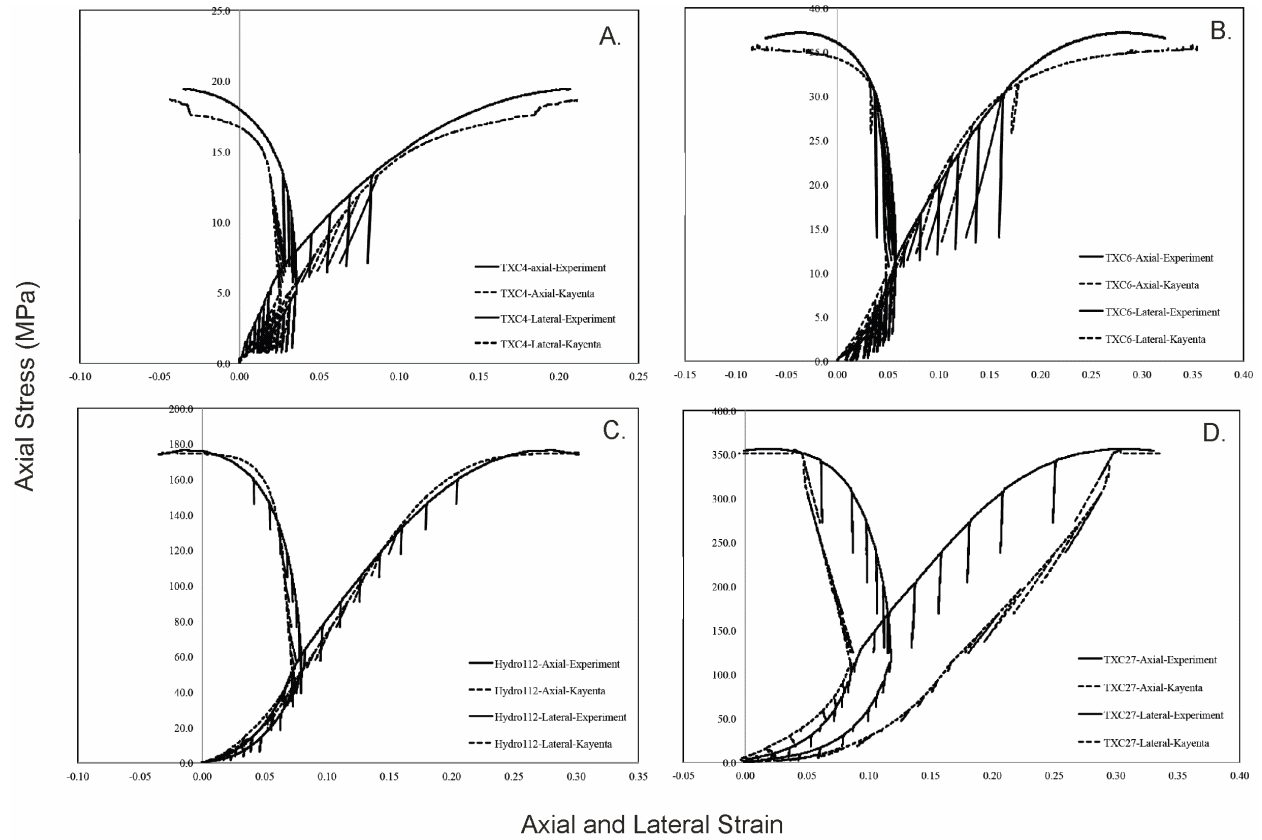 A.
25.0
20.0
15.0
10.0
5.0
0.0
-0.10 -0.05 0.00 0.05 0.10 0.15 0.20 0.25
TXC4-axial-Experiment
TXC4-Axial-Kayenta
TXC4-Lateral-Experiment
TXC4-Lateral-Kayenta
B.
40.0
35.0
30.0
25.0
20.0
15.0
10.0
5.0
0.0
-0.15 -0.10 -0.05 0.00 0.05 0.10 0.15 0.20 0.25 0.30 0.35 0.40
TXC6-Axial-Experiment
TXC6-Axial-Kayenta
TXC6-Lateral-Experiment
TXC6-Lateral-Kayenta
C.
200.0
180.0
160.0
140.0
120.0
100.0
80.0
60.0
40.0
20.0
0.0
-0.10 -0.05 0.00 0.05 0.10 0.15 0.20 0.25 0.30 0.35
Hydro112-Axial-Experiment
Hydro112-Axial-Kayenta
Hydro112-Lateral-Experiment
Hydro112-Lateral-Kayenta
D.
400.0
350.0
300.0
250.0
200.0
150.0
100.0
50.0
0.0
-0.05 0.00 0.05 0.10 0.15 0.20 0.25 0.30 0.35 0.40
TXC27-Axial-Experiment
TXC27-Axial-Kayenta
TXC27-Lateral-Experiment
TXC27-Lateral-Kayenta
Axial Stress (MPa)
Axial and Lateral Strain